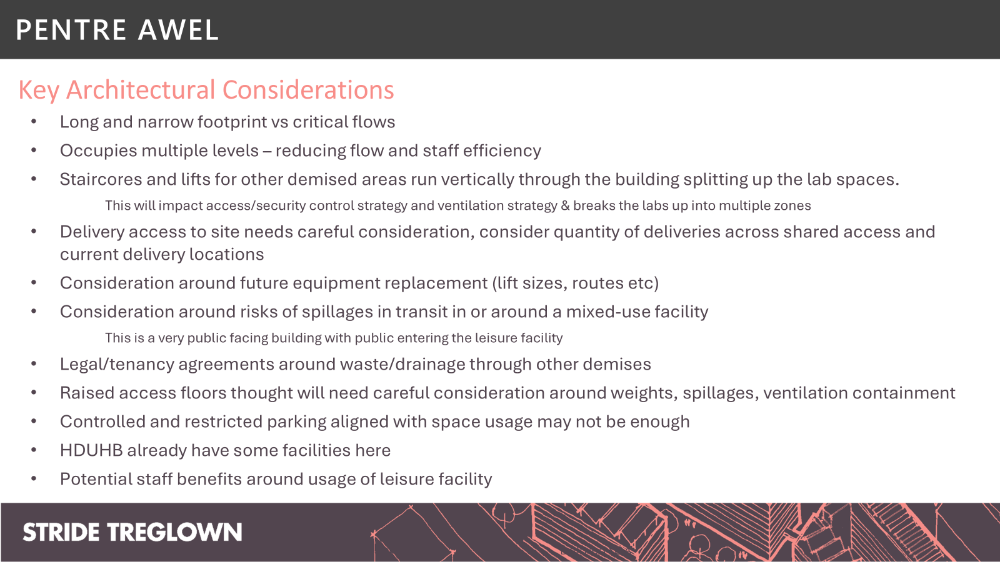 PENTRE AWEL
Key Architectural Considerations
• Long and narrow footprint vs critical flows
• Occupies multiple levels – reducing flow and staff efficiency
• Staircores and lifts for other demised areas run vertically through the building splitting up the lab spaces.
This will impact access/security control strategy and ventilation strategy & breaks the labs up into multiple zones
• Delivery access to site needs careful consideration, consider quantity of deliveries across shared access and
current delivery locations
• Consideration around future equipment replacement (lift sizes, routes etc)
• Consideration around risks of spillages in transit in or around a mixed-use facility
This is a very public facing building with public entering the leisure facility
• Legal/tenancy agreements around waste/drainage through other demises
• Raised access floors thought will need careful consideration around weights, spillages, ventilation containment
• Controlled and restricted parking aligned with space usage may not be enough
• HDUHB already have some facilities here
• Potential staff benefits around usage of leisure facility
STRIDE TREGLOWN